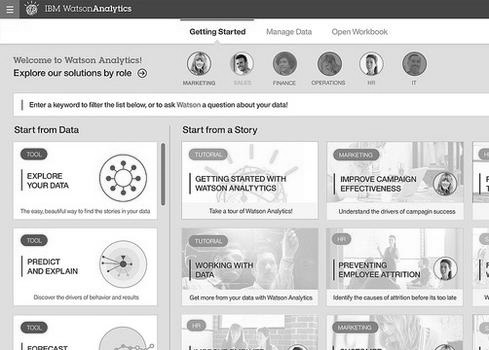 IBM WatsonAnalytics
Getting Started
Manage Data
Open Workbook
Welcome to Watson Analytics!
Explore our solutions by role
MARKETING
SALES
FINANCE
OPERATIONS
HR
IT
Enter a keyword to filter the list below, or to ask Watson a question about your data!
Start from Data
Start from a Story
TOOL
EXPLORE
YOUR DATA
The easy, beautiful way to find the stories in your data
TUTORIAL
GETTING STARTED WITH
WATSON ANALTYTICS
Take a tour of Watson Analytics!
MARKETING
IMPROVE CAMPAIGN
EFFECTIVENESS
Understand the drivers of campaign success
TOOL
PREDICT
AND EXPLAIN
Discover the drivers of behavior and results
TUTORIAL
WORKING WITH
DATA
Get more from your data with Watson Analytics
HR
PREVENTING
EMPLOYEE ATTRITION
Identify the causes of attrition before its too late
TOOL
FORECAST
HR
MARKETING